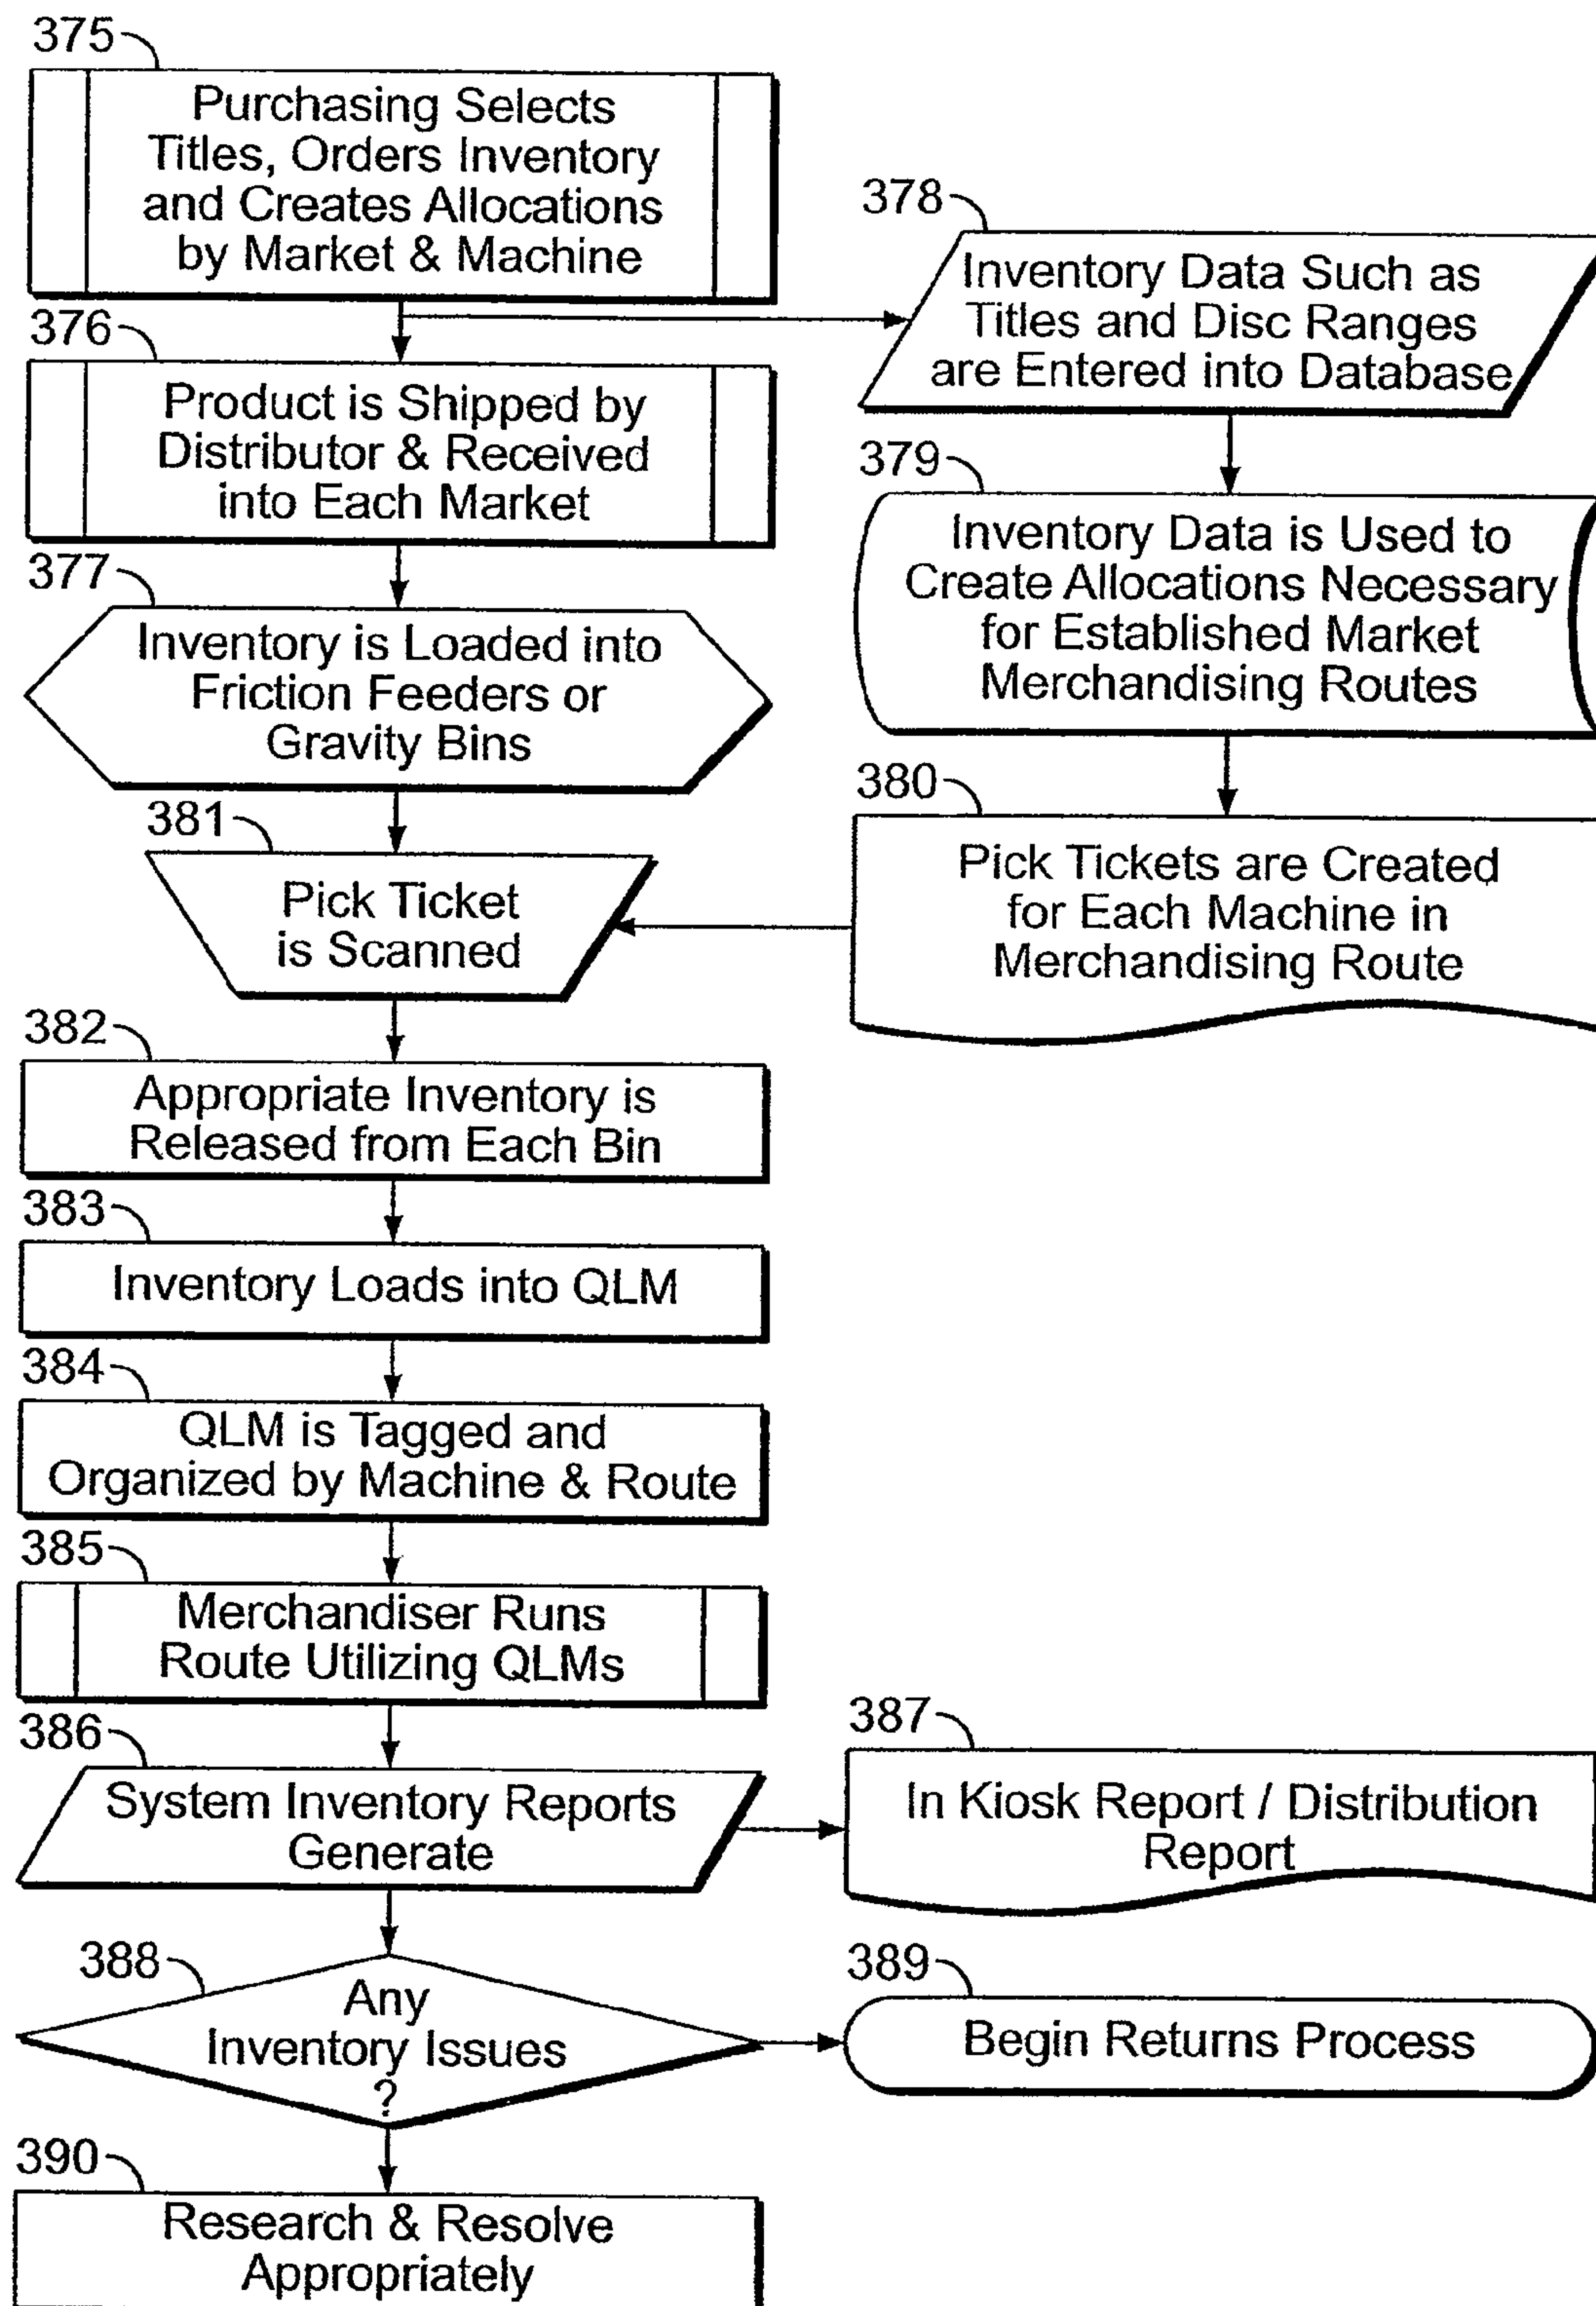 375
Purchasing Selects
Titles, Orders Inventory
and Creates Allocations
by Market & Machine
376
Product is Shipped by
Distributor & Received
into Each Market
377
Inventory is Loaded into
Friction Feeders or
Gravity Bins
378
Inventory Data Such as
Titles and Disc Ranges
are Entered into Database
379
Inventory Data is Used to
Create Allocations Necessary
for Established Market
Merchandising Routes
380
Pick Tickets are Created
for Each Machine in
Merchandising Route
381
Pick Ticket
is Scanned
382
Appropriate Inventory is
Released from Each Bin
383
Inventory Loads into QLM
384
QLM is Tagged and
Organized by Machine & Route
385
Merchandiser Runs
Route Utilizing QLMs
386
System Inventory Reports
Generate
387
In Kiosk Report / Distribution
Report
388
Any
Inventory Issues
?
389
Begin Returns Process
390
Research & Resolve
Appropriately